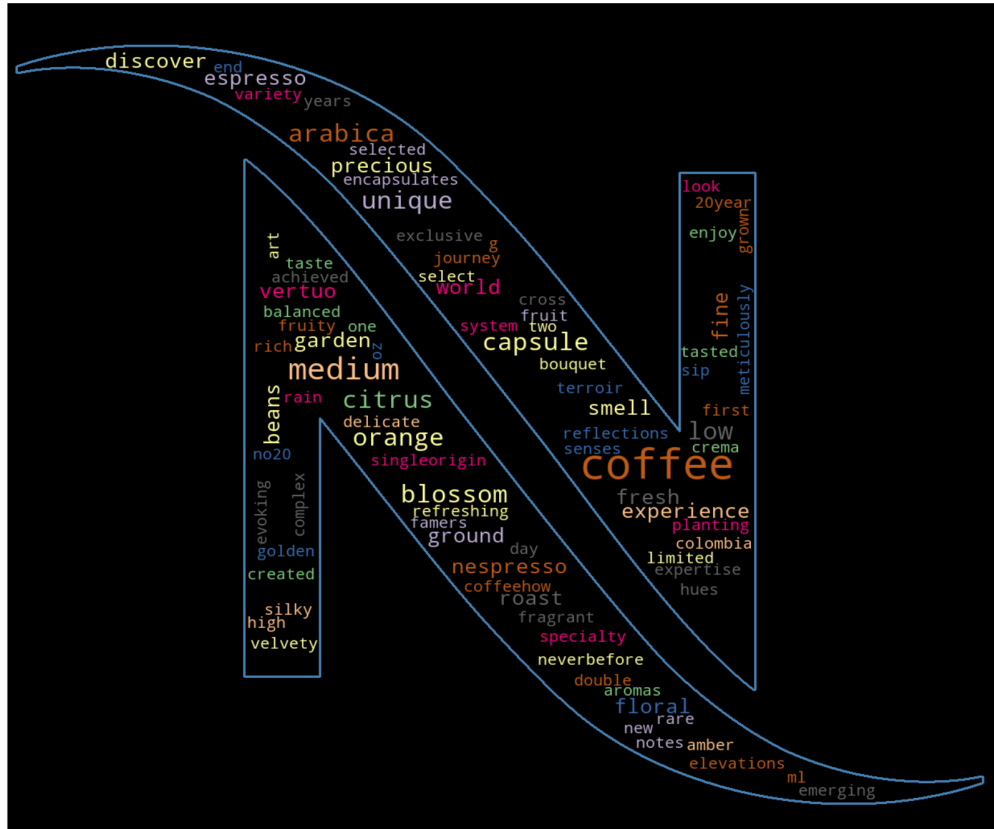 discover
end
espresso
variety
years
arabica
selected
precious
encapsulates
unique
exclusive
g
journey
select
world
cross
fruit
system
two
capsule
bouquet
terroir
smell
reflections
senses
coffee
fresh
experience
planting
colombia
limited
expertise
hues
look
20year
grown
enjoy
meticulously
fine
tasted
sip
first
low
crema
art
taste
achieved
vertuo
balanced
fruity
one
garden
rich
oz
medium
rain
citrus
beans
delicate
orange
no20
singleorigin
evoking
complex
golden
created
silky
high
velvety
blossom
refreshing
famers
ground
day
nespresso
coffeehow
roast
fragrant
specialty
neverbefore
double
aromas
floral
rare
new
notes
amber
elevations
ml
emerging